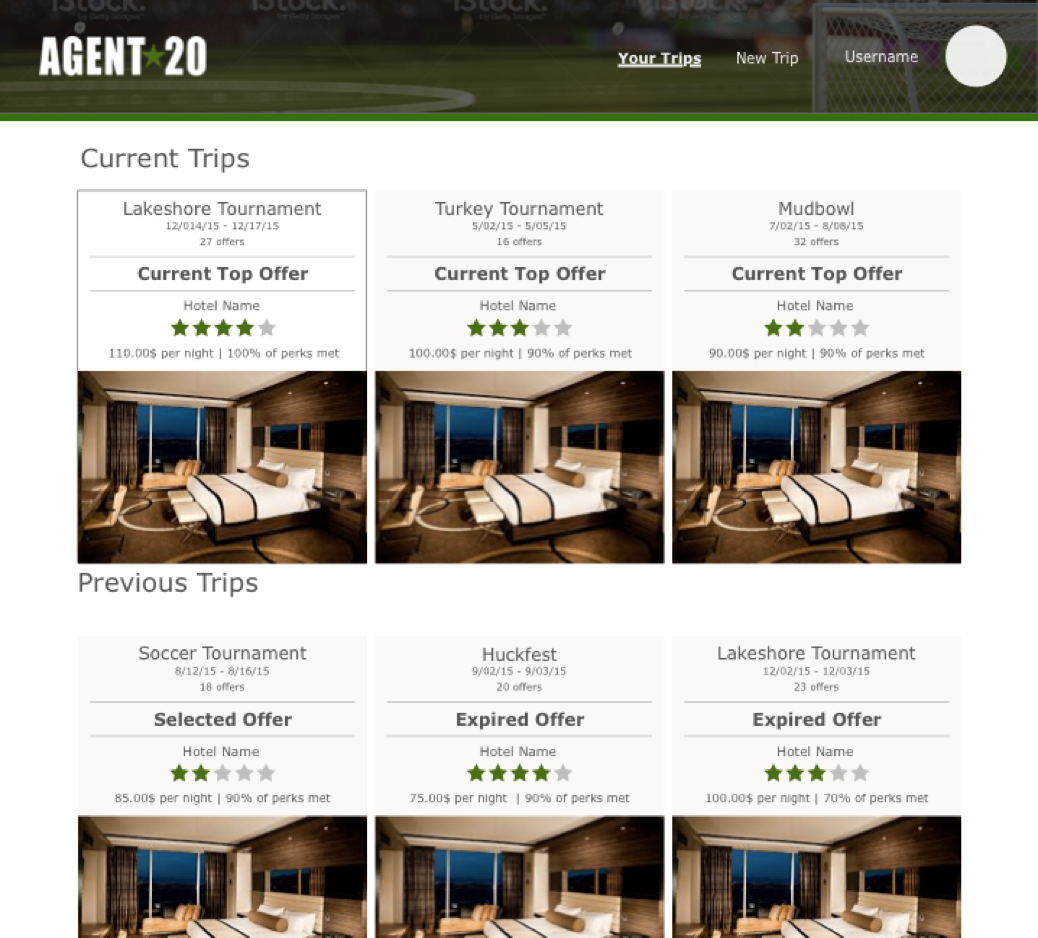 iStock. iStock. iStock. iStock. iStock.
by Getty Images™ by Getty Images™ by Getty Images™
AGENT★20
Your Trips New Trip Username
Current Trips
Lakeshore Tournament
12/014/15 - 12/17/15
27 offers
Current Top Offer
Hotel Name
110.00$ per night | 100% of perks met
Turkey Tournament
5/02/15 - 5/05/15
16 offers
Current Top Offer
Hotel Name
100.00$ per night | 90% of perks met
Mudbowl
7/02/15 - 8/08/15
32 offers
Current Top Offer
Hotel Name
90.00$ per night | 90% of perks met
Previous Trips
Soccer Tournament
8/12/15 - 8/16/15
18 offers
Selected Offer
Hotel Name
85.00$ per night | 90% of perks met
Huckfest
9/02/15 - 9/03/15
20 offers
Expired Offer
Hotel Name
75.00$ per night | 90% of perks met
Lakeshore Tournament
12/02/15 - 12/03/15
23 offers
Expired Offer
Hotel Name
100.00$ per night | 70% of perks met